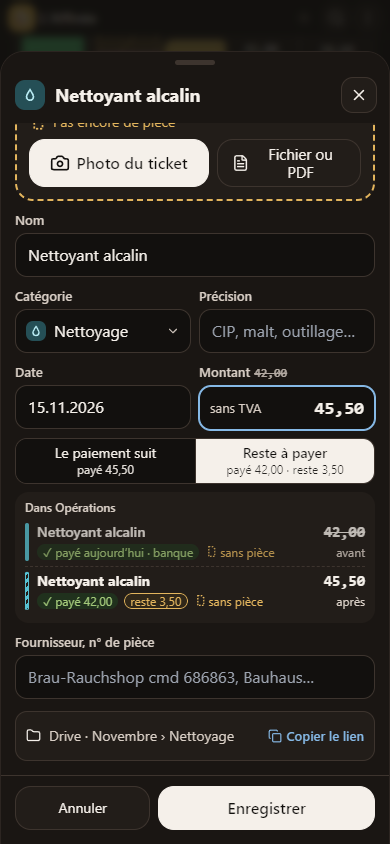 Nettoyant alcalin
Pas encore de pièce
Photo du ticket
Fichier ou
PDF
Nom
Nettoyant alcalin
Catégorie
Précision
Nettoyage
CIP, malt, outillage...
Date
Montant 42,00
15.11.2026
sans TVA
45,50
Le paiement suit
payé 45,50
Reste à payer
payé 42,00 · reste 3,50
Dans Opérations
Nettoyant alcalin
42,00
✓ payé aujourd'hui · banque
sans pièce
avant
Nettoyant alcalin
45,50
✓ payé 42,00
reste 3,50
sans pièce
après
Fournisseur, n° de pièce
Brau-Rauchshop cmd 686863, Bauhaus...
Drive · Novembre › Nettoyage
Copier le lien
Annuler
Enregistrer